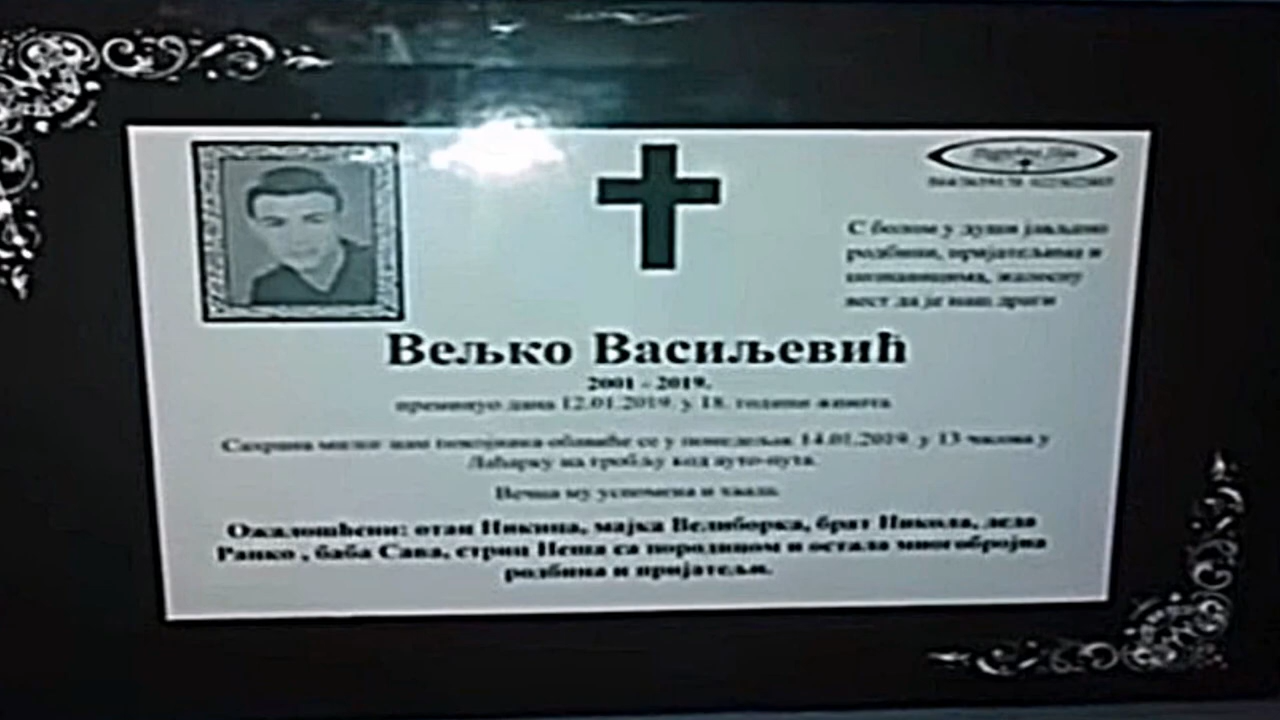 С болом у души јављамо
родбини, пријатељима и
познаницима, жалосну
вест да је наш драги
Вељко Васиљевић
2001 - 2019.
преминуо дана 12.01.2019. у 18. години живота
Сахрана милог нам покојника обавиће се у понедељак 14.01.2019. у 13 часова у
Лаћарку на гробљу код ауто-пута.
Вечна му успомена и хвала.
Ожалошћени: отац Никица, мајка Велиборка, брат Никола, деда
Ранко , баба Сава, стриц Неша са породицом и остала многобројна
родбина и пријатељи.